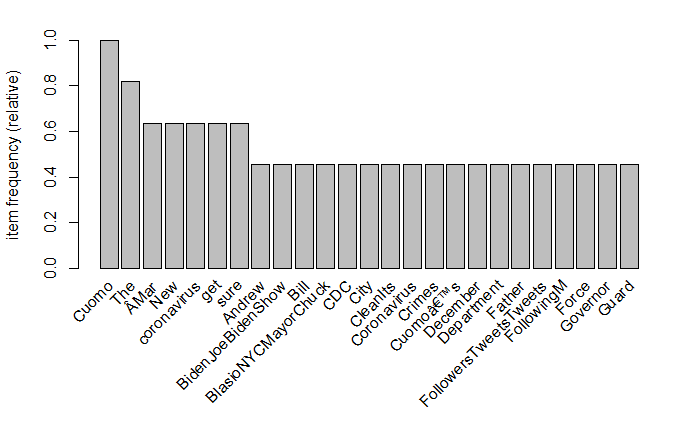 item frequency (relative)
1.0
0.8
0.6
0.4
0.2
0.0
Cuomo
The
ÂMar
New
coronavirus
get
sure
Andrew
BidenJoeBidenShow
Bill
BlasioNYCMayorChuck
CDC
City
CleanIts
Coronavirus
Crimes
Cuomoâ€™s
December
Department
Father
FollowersTweetsTweets
FollowingM
Force
Governor
Guard